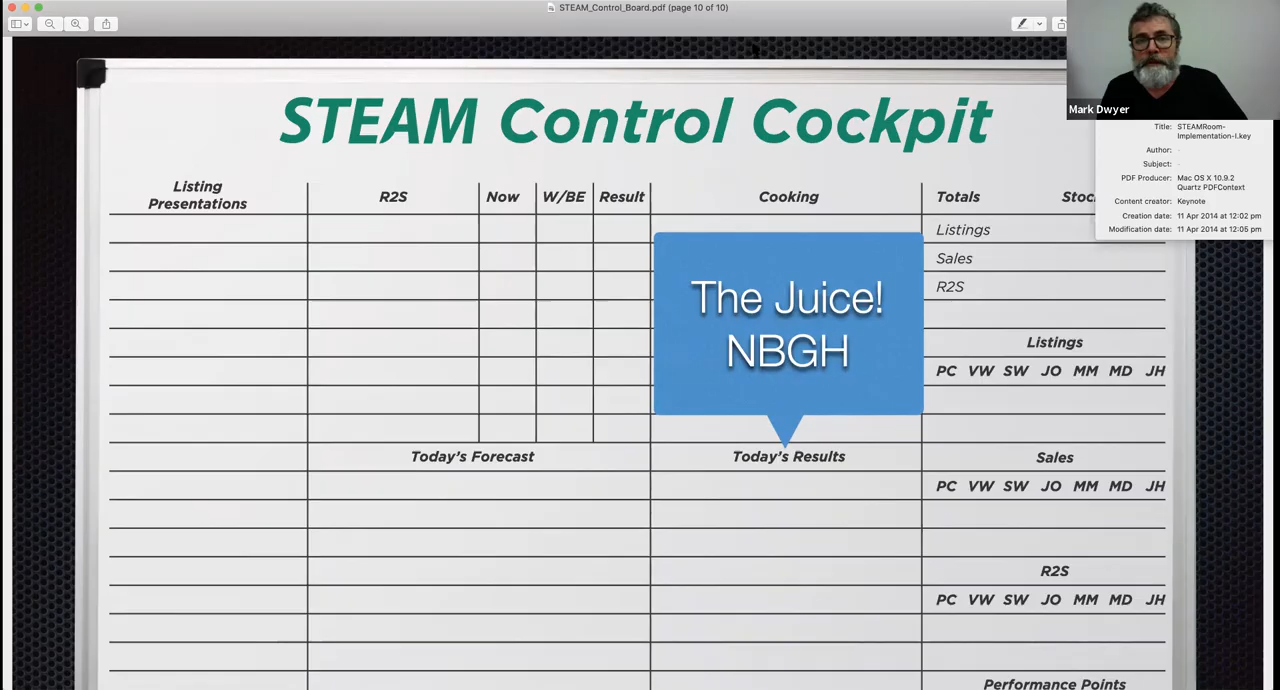 STEAM_Control_Board.pdf (page 10 of 10)
Mark Dwyer
Title: STEAMRoom-
Implementation-I.key
Author: -
Subject: -
PDF Producer: Mac OS X 10.9.2
Quartz PDFContext
Content creator: Keynote
Creation date: 11 Apr 2014 at 12:02 pm
Modification date: 11 Apr 2014 at 12:05 pm
STEAM Control Cockpit
Listing
Presentations
R2S
Now
W/BE
Result
Cooking
Totals
Listings
Sales
R2S
The Juice!
NBGH
Listings
PC VW SW JO MM MD JH
Today's Forecast
Today's Results
Sales
PC VW SW JO MM MD JH
R2S
PC VW SW JO MM MD JH
Performance Points